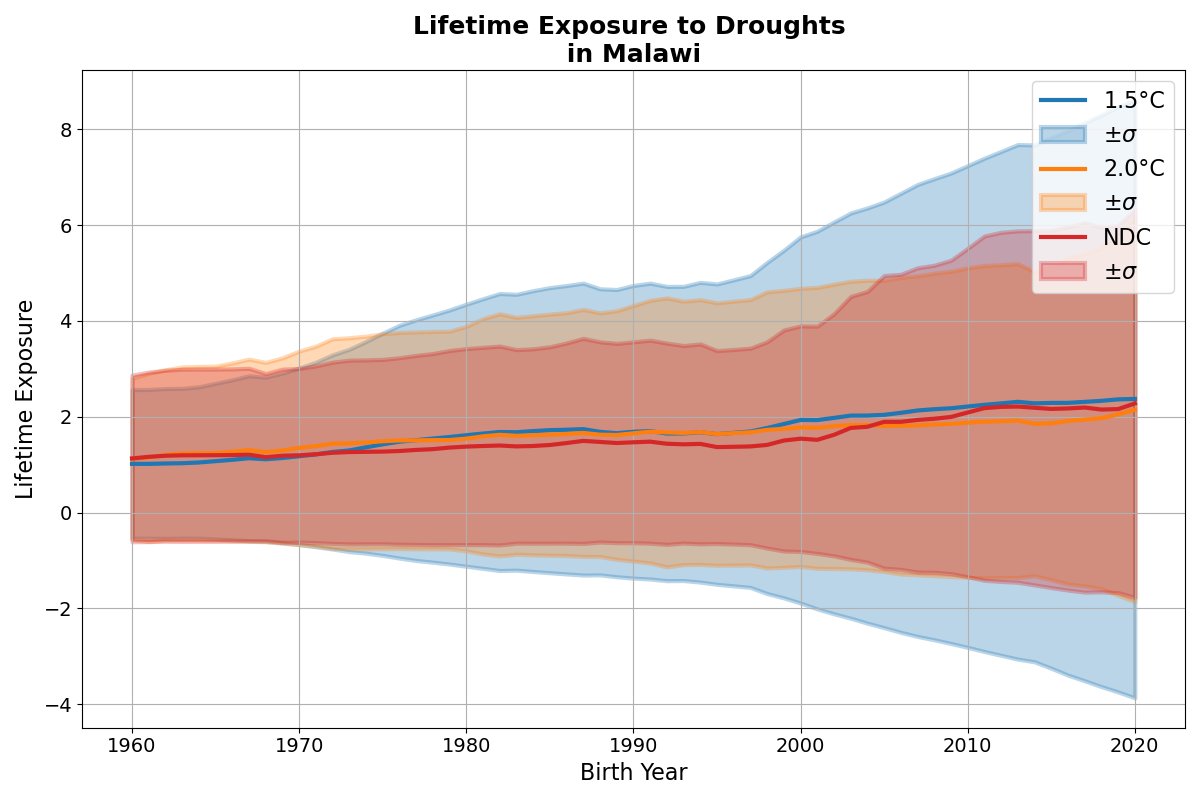 Lifetime Exposure to Droughts
in Malawi
Lifetime Exposure
8
6
4
2
0
−2
−4
1960
1970
1980
1990
2000
2010
2020
Birth Year
1.5°C
±σ
2.0°C
±σ
NDC
±σ